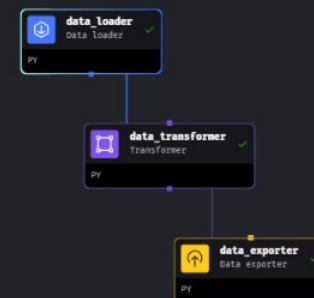 data_loader
Data loader
PY
data_transformer
Transformer
PY
data_exporter
Data exporter
PY